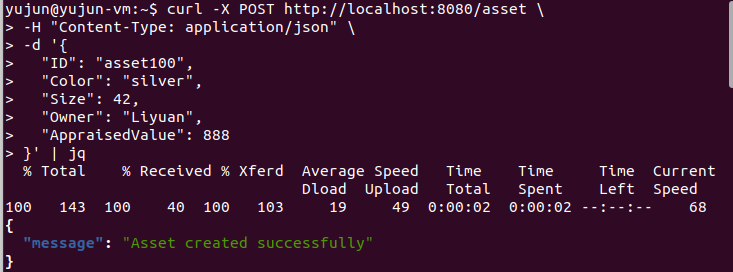 yujun@yujun-vm:~$ curl -X POST http://localhost:8080/asset \
> -H "Content-Type: application/json" \
> -d '{
>   "ID": "asset100",
>   "Color": "silver",
>   "Size": 42,
>   "Owner": "Liyuan",
>   "AppraisedValue": 888
> }' | jq
  % Total    % Received % Xferd  Average Speed   Time    Time     Time  Current
                                 Dload  Upload   Total   Spent    Left  Speed
100   143  100    40  100   103     19     49  0:00:02  0:00:02 --:--:--    68
{
  "message": "Asset created successfully"
}